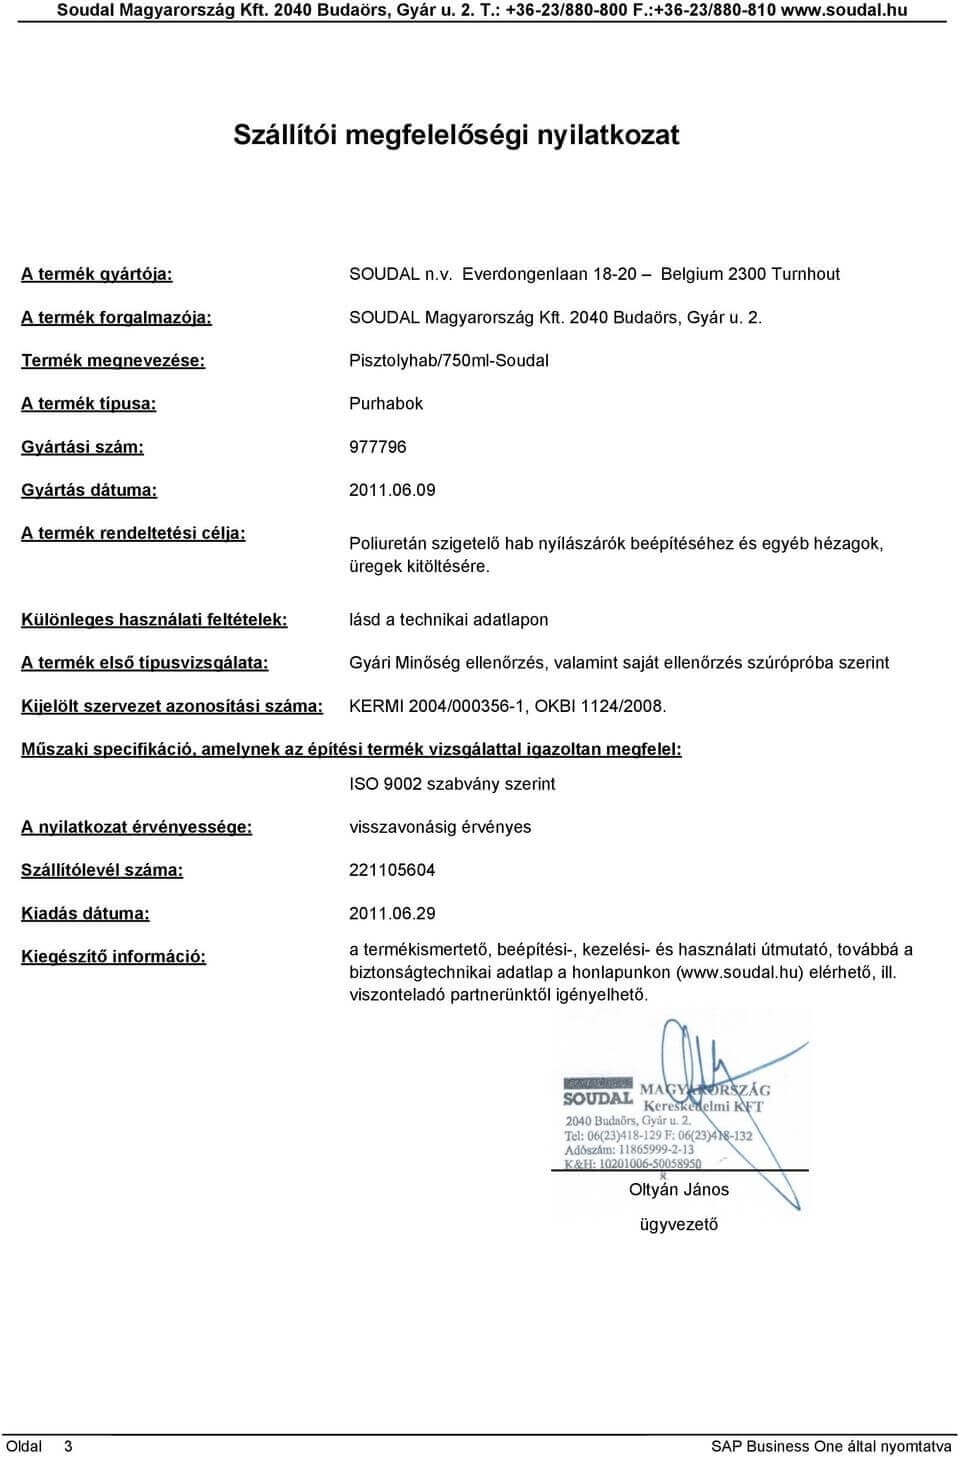 Soudal Magyarország Kft. 2040 Budaörs, Gyár u. 2. T.: +36-23/880-800 F.:+36-23/880-810 www.soudal.hu
Szállítói megfelelőségi nyilatkozat
A termék gyártója: SOUDAL n.v. Everdongenlaan 18-20 – Belgium 2300 Turnhout
A termék forgalmazója: SOUDAL Magyarország Kft. 2040 Budaörs, Gyár u. 2.
Termék megnevezése: Pisztolyhab/750ml-Soudal
A termék típusa: Purhabok
Gyártási szám: 977796
Gyártás dátuma: 2011.06.09
A termék rendeltetési célja:
Poliuretán szigetelő hab nyílászárók beépítéséhez és egyéb hézagok,
üregek kitöltésére.
Különleges használati feltételek: lásd a technikai adatlapon
A termék első típusvizsgálata: Gyári Minőség ellenőrzés, valamint saját ellenőrzés szúrópróba szerint
Kijelölt szervezet azonosítási száma: KERMI 2004/000356-1, OKBI 1124/2008.
Műszaki specifikáció, amelynek az építési termék vizsgálattal igazoltan megfelel:
ISO 9002 szabvány szerint
A nyilatkozat érvényessége: visszavonásig érvényes
Szállítólevél száma: 221105604
Kiadás dátuma: 2011.06.29
Kiegészítő információ: a termékismertető, beépítési-, kezelési- és használati útmutató, továbbá a
biztonságtechnikai adatlap a honlapunkon (www.soudal.hu) elérhető, ill.
viszonteladó partnerünktől igényelhető.
SOUDAL MAGYARORSZÁG
Kereskedelmi KFT
2040 Budaörs, Gyár u. 2.
Tel: 06(23)418-129 F: 06(23)418-132
Adószám: 11865999-2-13
K&H: 10201006-50058950
R
Oltyán János
ügyvezető
Oldal 3 SAP Business One által nyomtatva